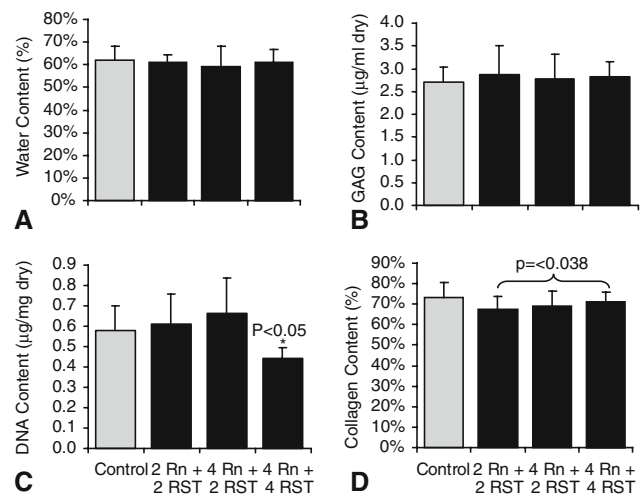 80%
70%
60%
50%
40%
30%
20%
10%
0%
Water Content (%)
A
4.0
3.5
3.0
2.5
2.0
1.5
1.0
0.5
0.0
GAG Content (µg/ml dry)
B
0.9
0.8
0.7
0.6
0.5
0.4
0.3
0.2
0.1
0.0
DNA Content (µg/mg dry)
P<0.05
*
Control 2 Rn + 4 Rn + 4 Rn +
2 RST 2 RST 4 RST
C
90%
80%
70%
60%
50%
40%
30%
20%
10%
0%
Collagen Content (%)
p=<0.038
Control 2 Rn + 4 Rn + 4 Rn +
2 RST 2 RST 4 RST
D